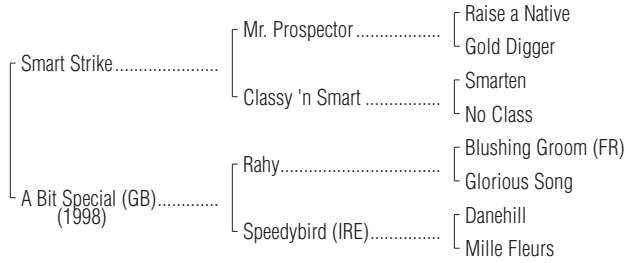 Raise a Native
Mr. Prospector
Gold Digger
Smart Strike
Smarten
Classy 'n Smart
No Class
Blushing Groom (FR)
Rahy
Glorious Song
A Bit Special (GB)
(1998)
Danehill
Speedybird (IRE)
Mille Fleurs